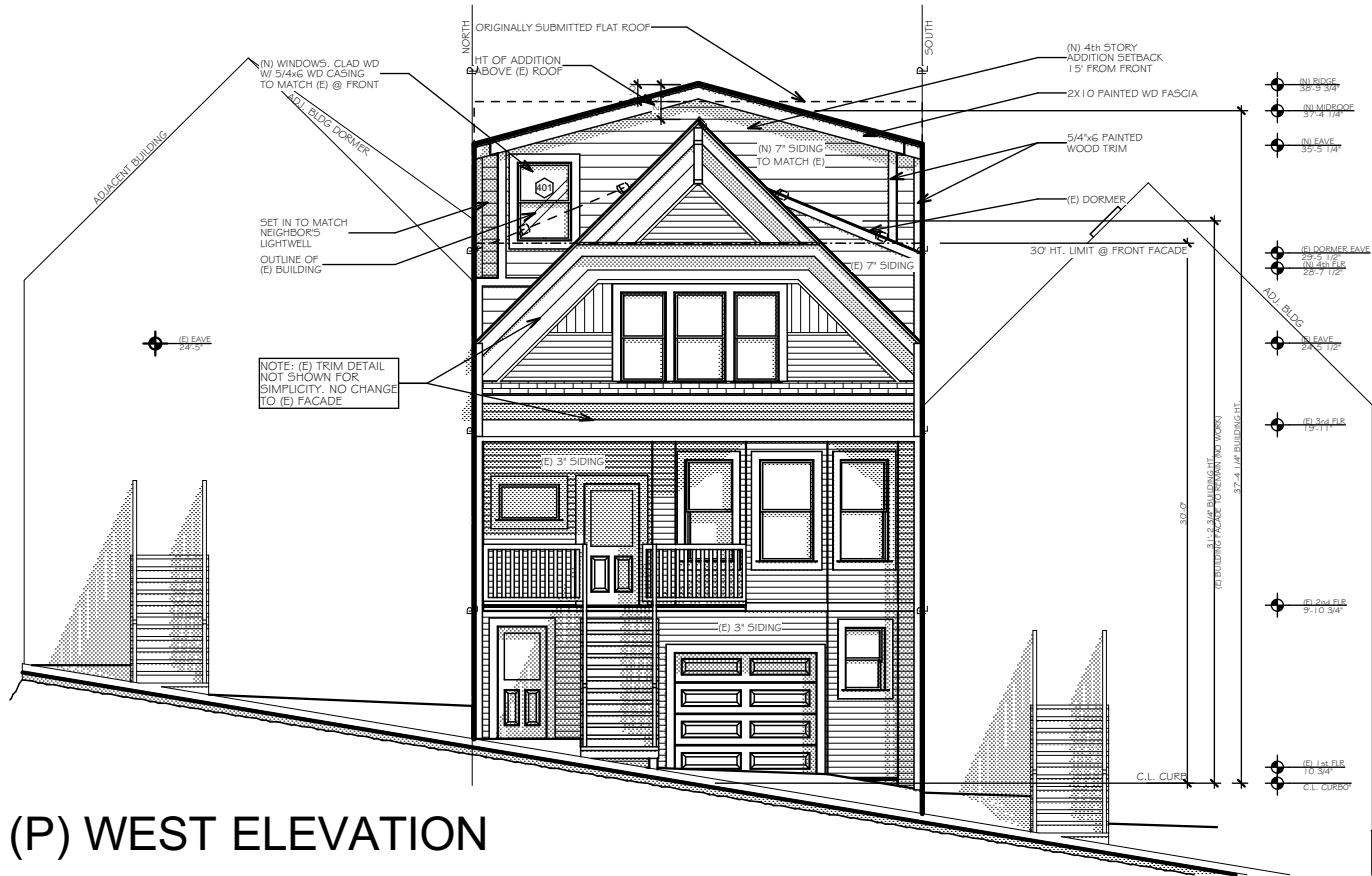 NORTH
SOUTH
ORIGINALLY SUBMITTED FLAT ROOF
HT OF ADDITION
ABOVE (E) ROOF
(N) WINDOWS. CLAD WD
W/ 5/4x6 WD CASING
TO MATCH (E) @ FRONT
ADJ. BLDG DORMER
ADJACENT BUILDING
(N) 4th STORY
ADDITION SETBACK
15' FROM FRONT
2X10 PAINTED WD FASCIA
5/4"x6 PAINTED
WOOD TRIM
(N) 7" SIDING
TO MATCH (E)
401
E
E
E
E
(E) DORMER
SET IN TO MATCH
NEIGHBOR'S
LIGHTWELL
OUTLINE OF
(E) BUILDING
30' HT. LIMIT @ FRONT FACADE
(E) 7" SIDING
ADJ. BLDG
(E) EAVE
24'-5"
NOTE: (E) TRIM DETAIL
NOT SHOWN FOR
SIMPLICITY. NO CHANGE
TO (E) FACADE
(E) 3" SIDING
(E) 3" SIDING
30'-0"
31'-2 3/4" BUILDING HT.
(E) BUILDING FACADE TO REMAIN (NO WORK)
37'-4 1/4" BUILDING HT.
(N) RIDGE
38'-9 3/4"
(N) MIDROOF
37'-4 1/4"
(N) EAVE
35'-5 1/4"
(E) DORMER EAVE
29'-5 1/2"
(N) 4th FLR
28'-7 1/2"
(E) EAVE
24'-5 1/2"
(E) 3rd FLR
19'-11"
(E) 2nd FLR
9'-10 3/4"
(E) 1st FLR
10 3/4"
C.L. CURB
C.L. CURB0"
(P) WEST ELEVATION